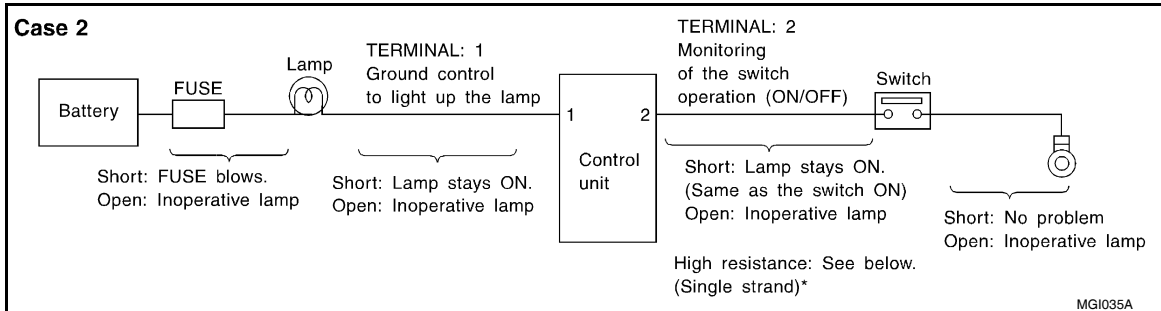 Case 2
Battery
FUSE
Lamp
TERMINAL: 1
Ground control
to light up the lamp
1
2
Control
unit
TERMINAL: 2
Monitoring
of the switch
operation (ON/OFF)
Switch
Short: FUSE blows.
Open: Inoperative lamp
Short: Lamp stays ON.
Open: Inoperative lamp
Short: Lamp stays ON.
(Same as the switch ON)
Open: Inoperative lamp
High resistance: See below.
(Single strand)*
Short: No problem
Open: Inoperative lamp
MGI035A